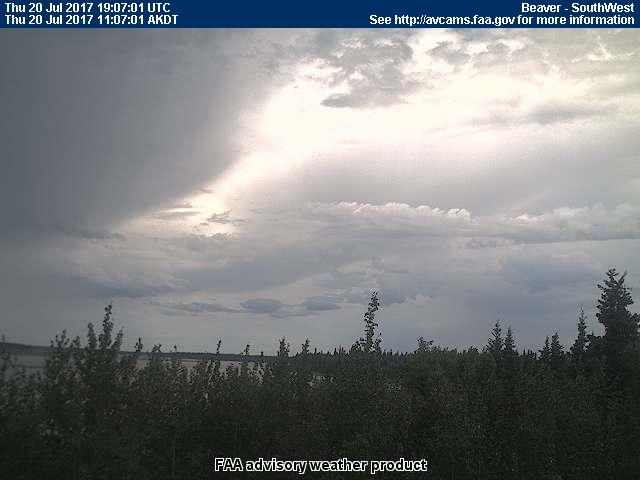 Thu 20 Jul 2017 19:07:01 UTC
Beaver - SouthWest
Thu 20 Jul 2017 11:07:01 AKDT
See http://avcams.faa.gov for more information
FAA advisory weather product